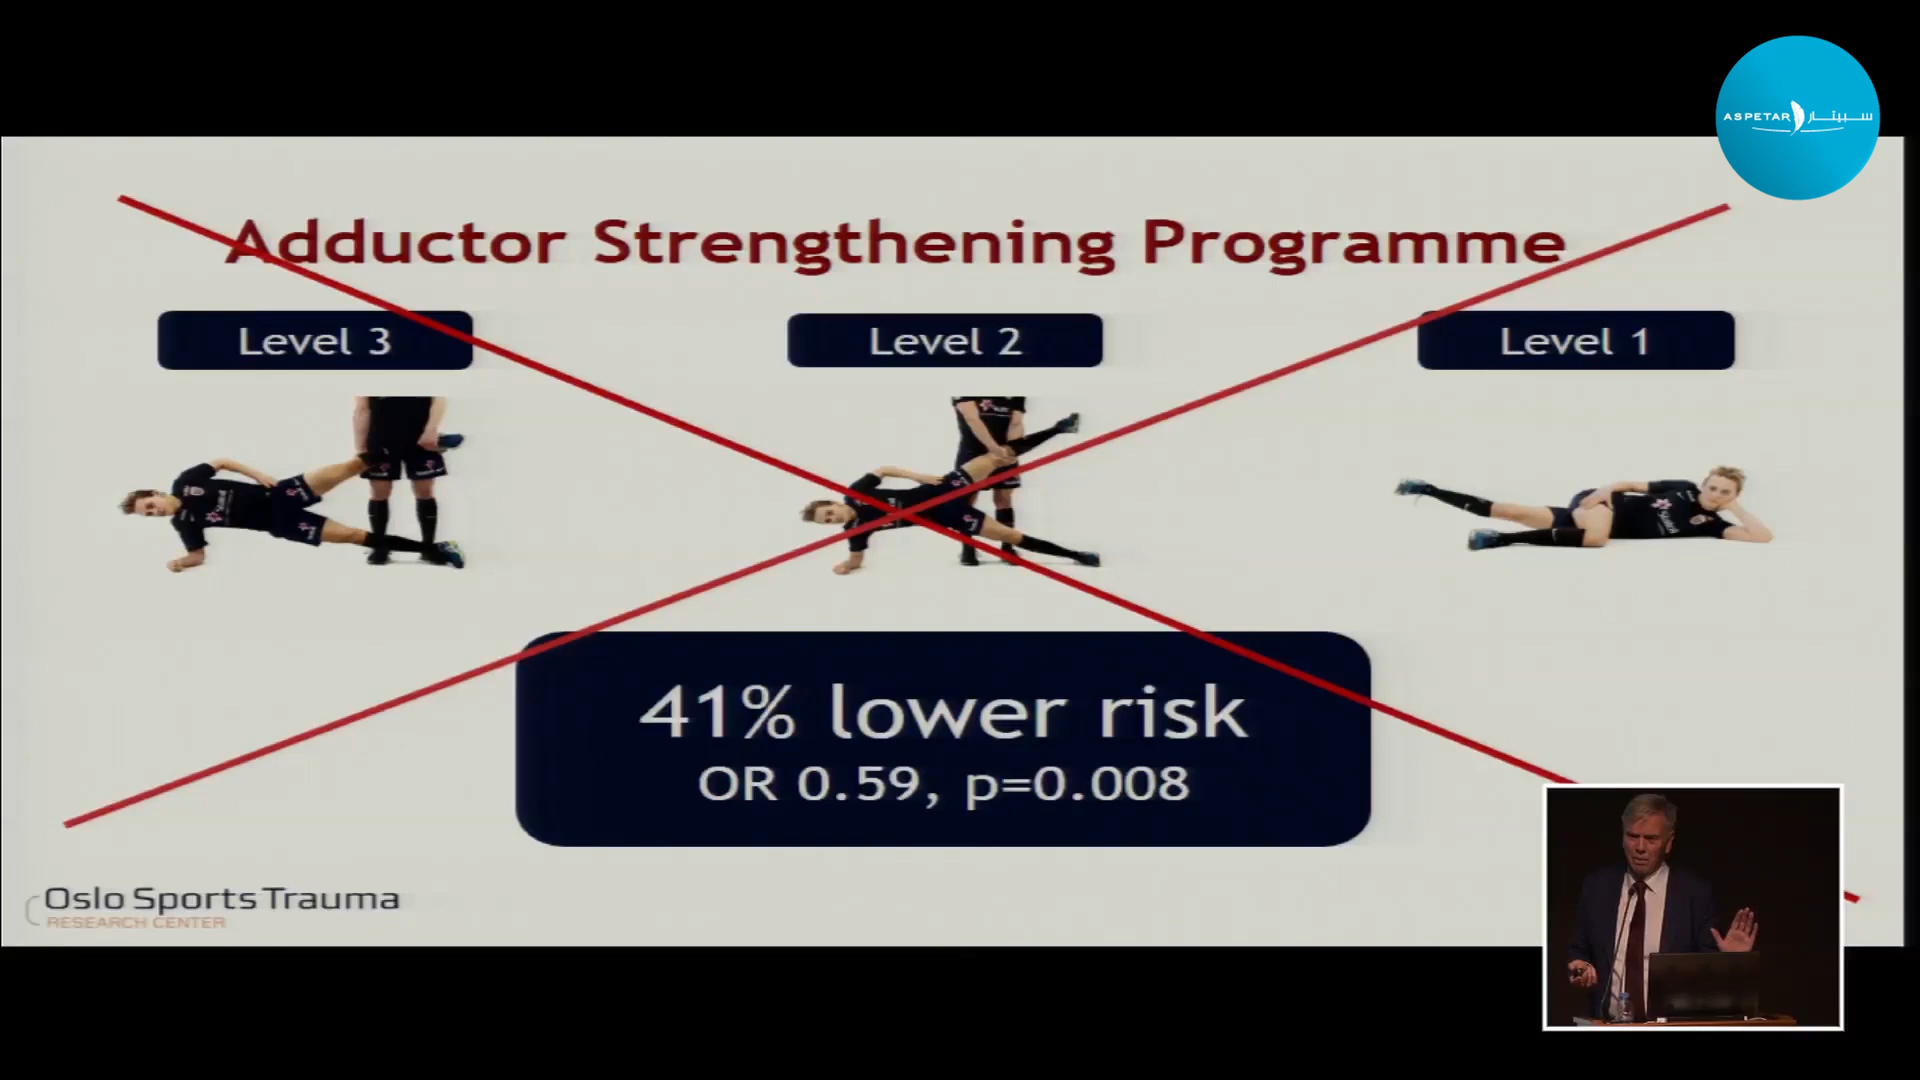 ASPETAR سبيتار
Adductor Strengthening Programme
Level 3
Level 2
Level 1
41% lower risk
OR 0.59, p=0.008
Oslo Sports Trauma
RESEARCH CENTER